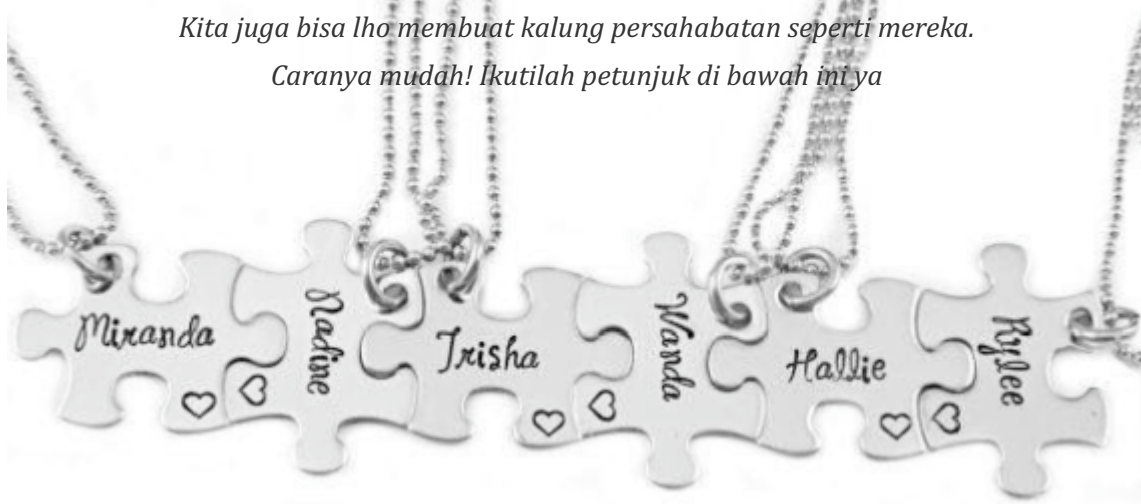 Kita juga bisa lho membuat kalung persahabatan seperti mereka.
Caranya mudah! Ikutilah petunjuk di bawah ini ya
Miranda
Nadine
Trisha
Wanda
Hallie
Rylee